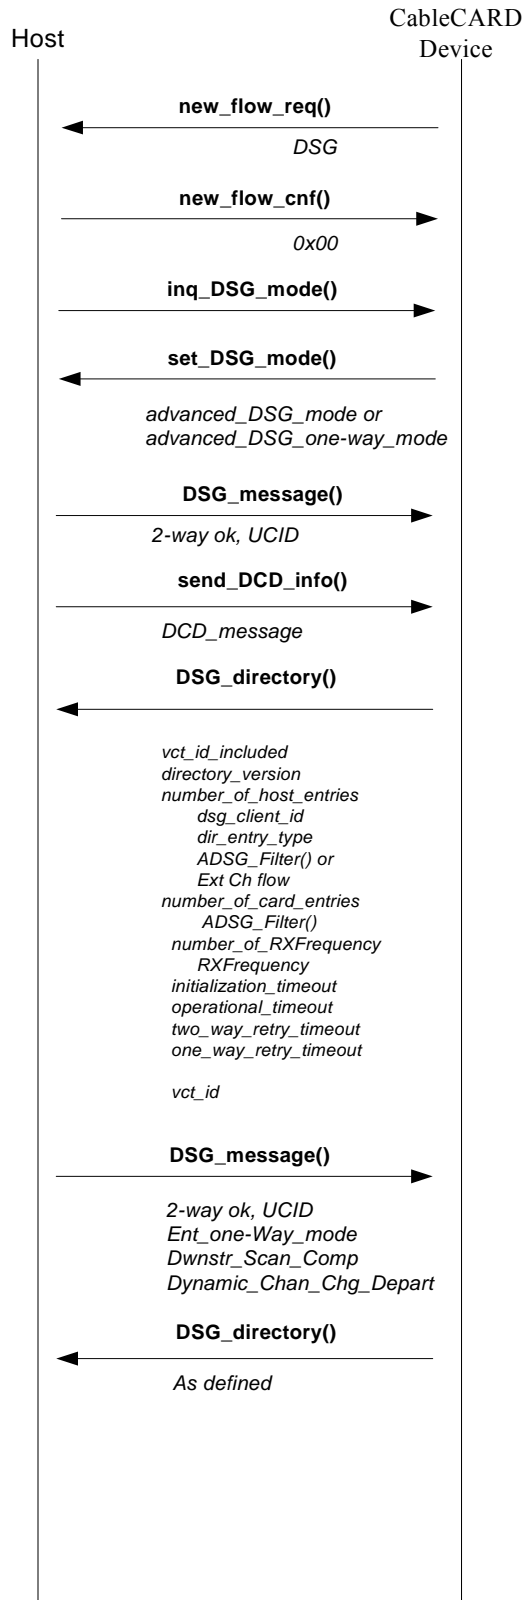 Host
CableCARD
Device
new_flow_req()
DSG
new_flow_cnf()
0x00
inq_DSG_mode()
set_DSG_mode()
advanced_DSG_mode or
advanced_DSG_one-way_mode
DSG_message()
2-way ok, UCID
send_DCD_info()
DCD_message
DSG_directory()
vct_id_included
directory_version
number_of_host_entries
dsg_client_id
dir_entry_type
ADSG_Filter() or
Ext Ch flow
number_of_card_entries
ADSG_Filter()
number_of_RXFrequency
RXFrequency
initialization_timeout
operational_timeout
two_way_retry_timeout
one_way_retry_timeout
vct_id
DSG_message()
2-way ok, UCID
Ent_one-Way_mode
Dwnstr_Scan_Comp
Dynamic_Chan_Chg_Depart
DSG_directory()
As defined